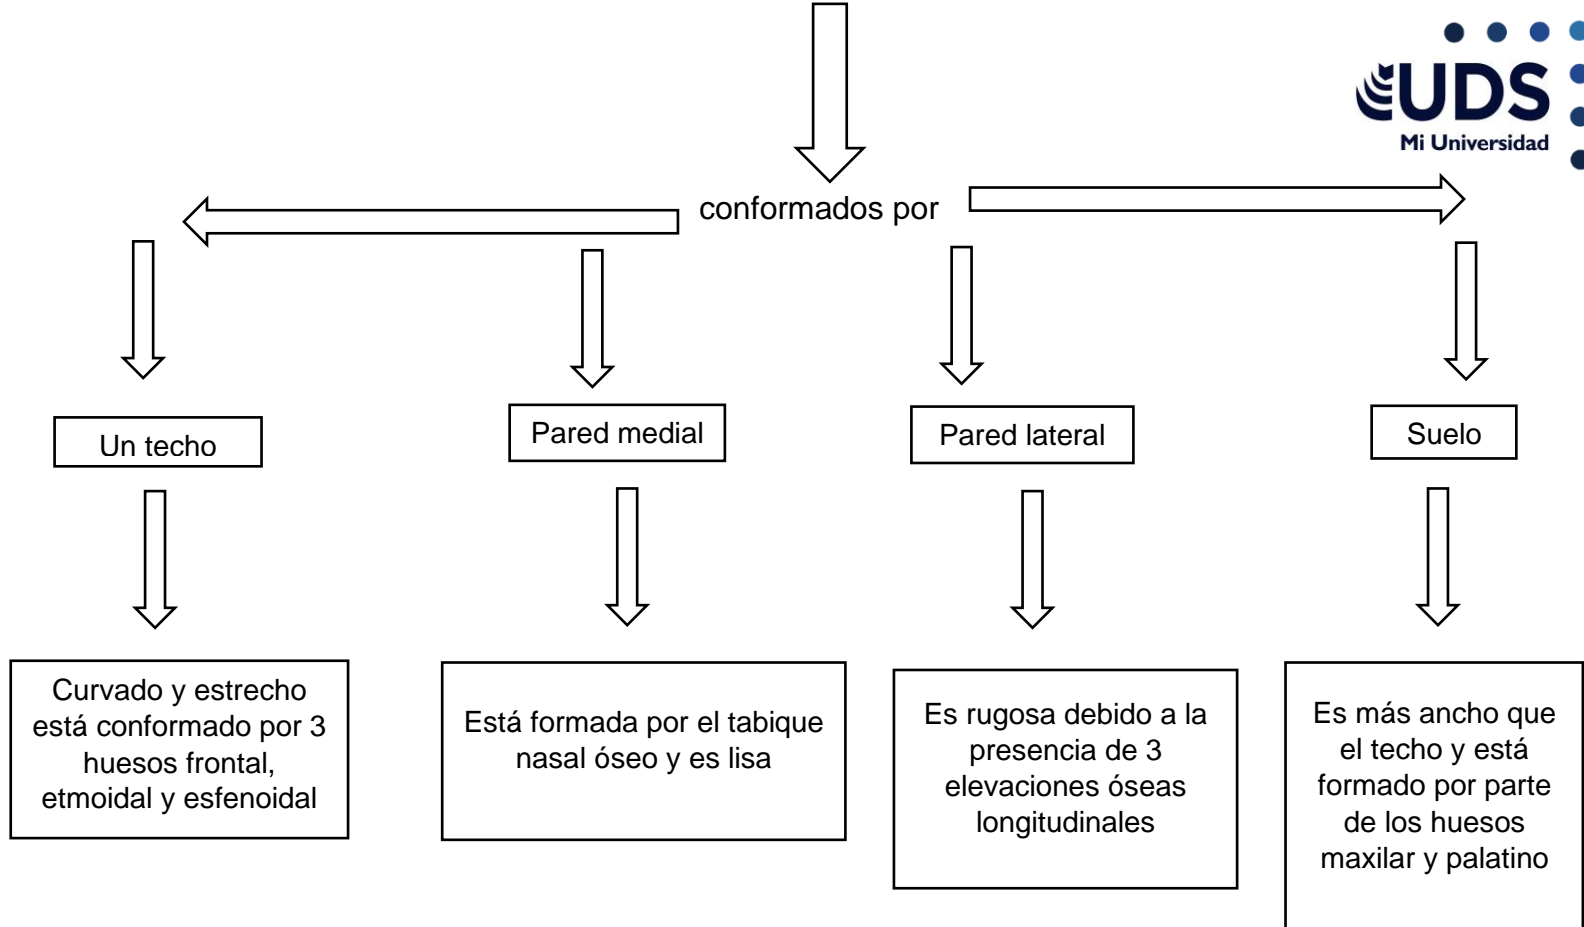 UDS
Mi Universidad
conformados por
Un techo
Pared medial
Pared lateral
Suelo
Curvado y estrecho
está conformado por 3
huesos frontal,
etmoidal y esfenoidal
Está formada por el tabique
nasal óseo y es lisa
Es rugosa debido a la
presencia de 3
elevaciones óseas
longitudinales
Es más ancho que
el techo y está
formado por parte
de los huesos
maxilar y palatino